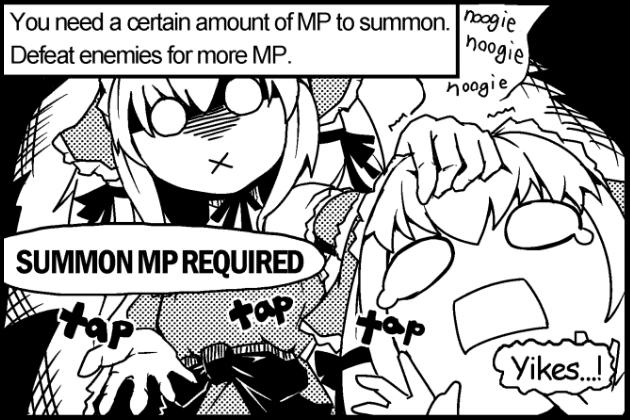 You need a certain amount of MP to summon.
Defeat enemies for more MP.
noogie
noogie
noogie
SUMMON MP REQUIRED
tap
tap
tap
Yikes...!